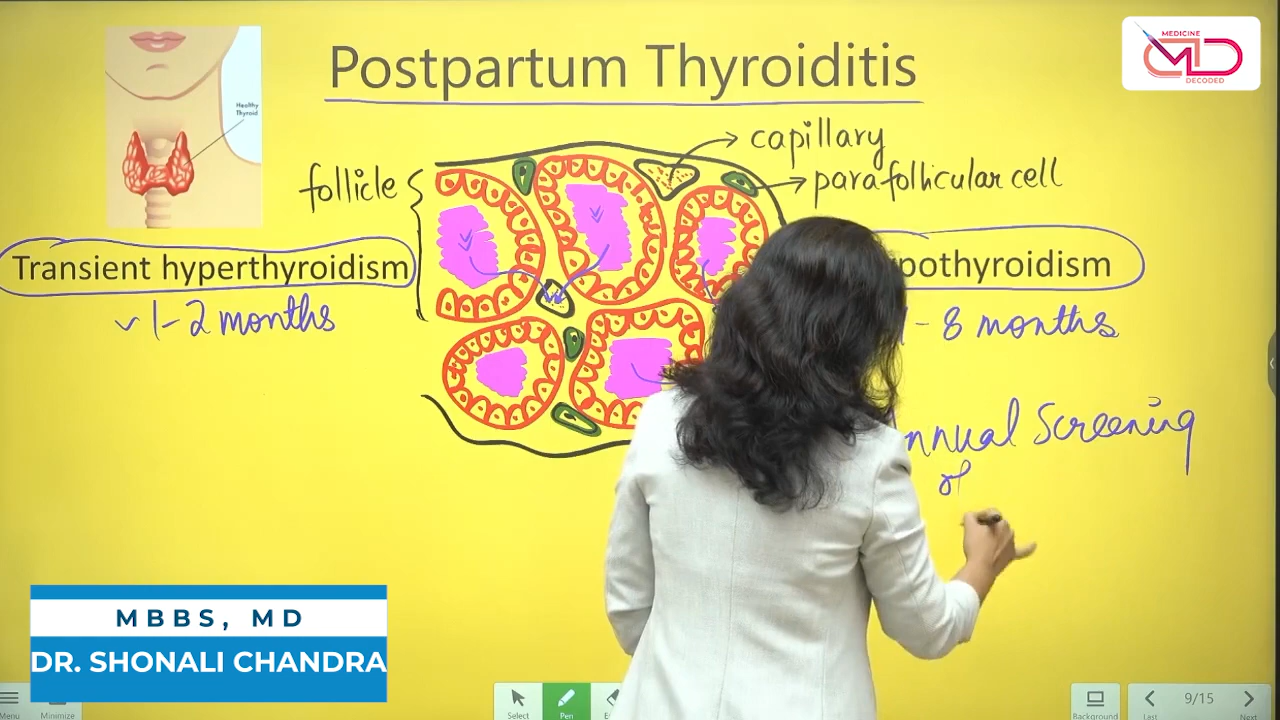 Postpartum Thyroiditis
MEDICINE
MD
DECODED
Healthy
Thyroid
capillary
follicle
parafollicular cell
Transient hyperthyroidism
pothyroidism
1-2 months
- 8 months
nnual Screening
of
MBBS, MD
DR. SHONALI CHANDRA
Menu
Minimize
Select
Pen
Background
Last
9/15
Next